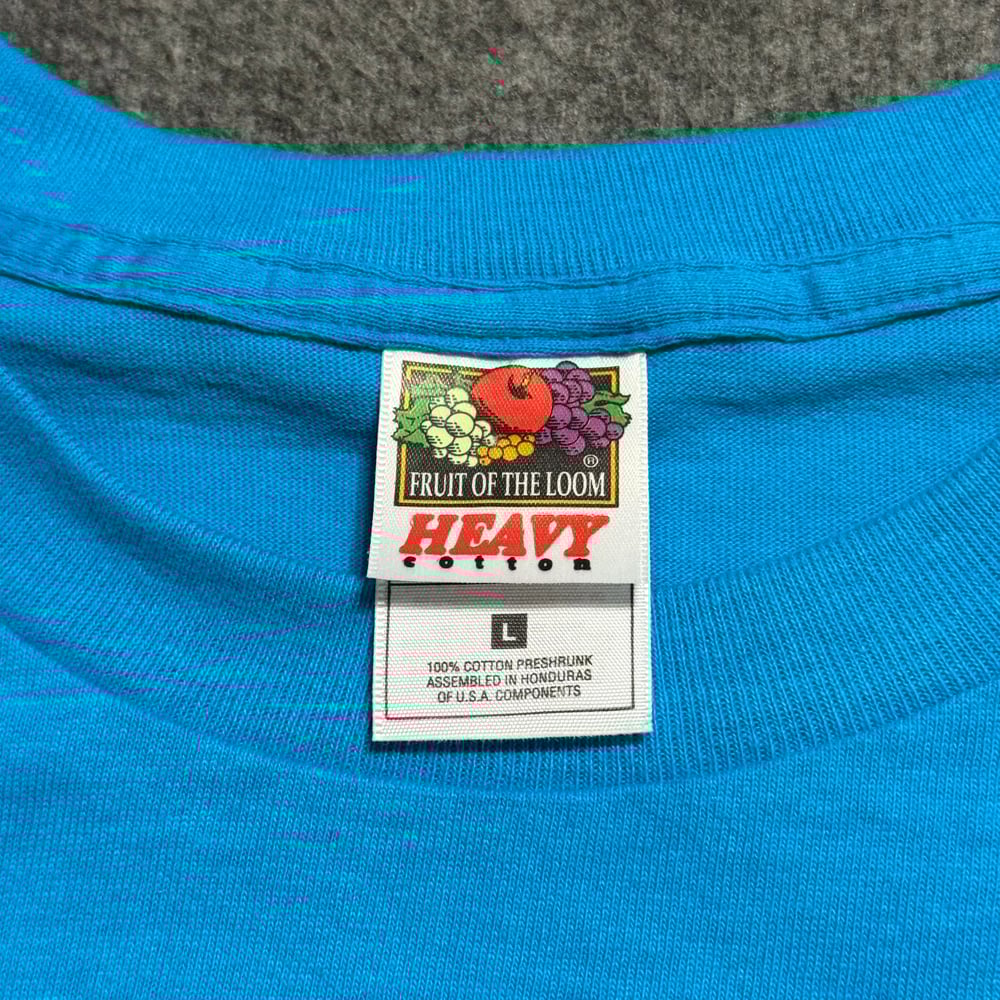 ®
FRUIT OF THE LOOM
HEAVY
cotton
L
100% COTTON PRESHRUNK
ASSEMBLED IN HONDURAS
OF U.S.A. COMPONENTS